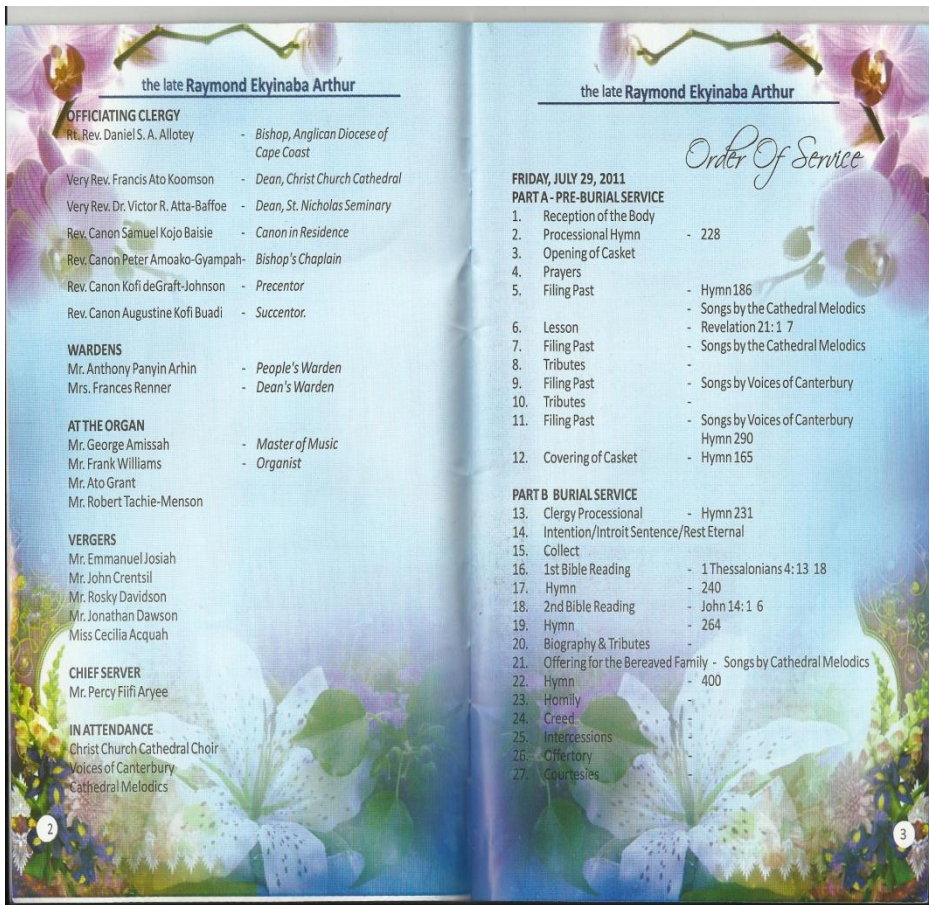 the late Raymond Ekyinaba Arthur
OFFICIATING CLERGY
Rt. Rev. Daniel S. A. Allotey - Bishop, Anglican Diocese of
Cape Coast
Very Rev. Francis Ato Koomson - Dean, Christ Church Cathedral
Very Rev. Dr. Victor R. Atta-Baffoe - Dean, St. Nicholas Seminary
Rev. Canon Samuel Kojo Baisie - Canon in Residence
Rev. Canon Peter Amoako-Gyampah- Bishop's Chaplain
Rev. Canon Kofi deGraft-Johnson - Precentor
Rev. Canon Augustine Kofi Buadi - Succentor.
WARDENS
Mr. Anthony Panyin Arhin - People's Warden
Mrs. Frances Renner - Dean's Warden
AT THE ORGAN
Mr. George Amissah - Master of Music
Mr. Frank Williams - Organist
Mr. Ato Grant
Mr. Robert Tachie-Menson
VERGERS
Mr. Emmanuel Josiah
Mr. John Crentsil
Mr. Rosky Davidson
Mr. Jonathan Dawson
Miss Cecilia Acquah
CHIEF SERVER
Mr. Percy Fiifi Aryee
IN ATTENDANCE
Christ Church Cathedral Choir
Voices of Canterbury
Cathedral Melodics
2
the late Raymond Ekyinaba Arthur
Order Of Service
FRIDAY, JULY 29, 2011
PART A - PRE-BURIAL SERVICE
1. Reception of the Body
2. Processional Hymn - 228
3. Opening of Casket
4. Prayers
5. Filing Past - Hymn 186
- Songs by the Cathedral Melodics
6. Lesson - Revelation 21: 1 7
7. Filing Past - Songs by the Cathedral Melodics
8. Tributes -
9. Filing Past - Songs by Voices of Canterbury
10. Tributes -
11. Filing Past - Songs by Voices of Canterbury
Hymn 290
12. Covering of Casket - Hymn 165
PART B BURIAL SERVICE
13. Clergy Processional - Hymn 231
14. Intention/Introit Sentence/Rest Eternal
15. Collect
16. 1st Bible Reading - 1 Thessalonians 4: 13 18
17. Hymn - 240
18. 2nd Bible Reading - John 14: 1 6
19. Hymn - 264
20. Biography & Tributes -
21. Offering for the Bereaved Family - Songs by Cathedral Melodics
22. Hymn - 400
23. Homily -
24. Creed -
25. Intercessions -
26. Offertory -
27. Courtesies -
3